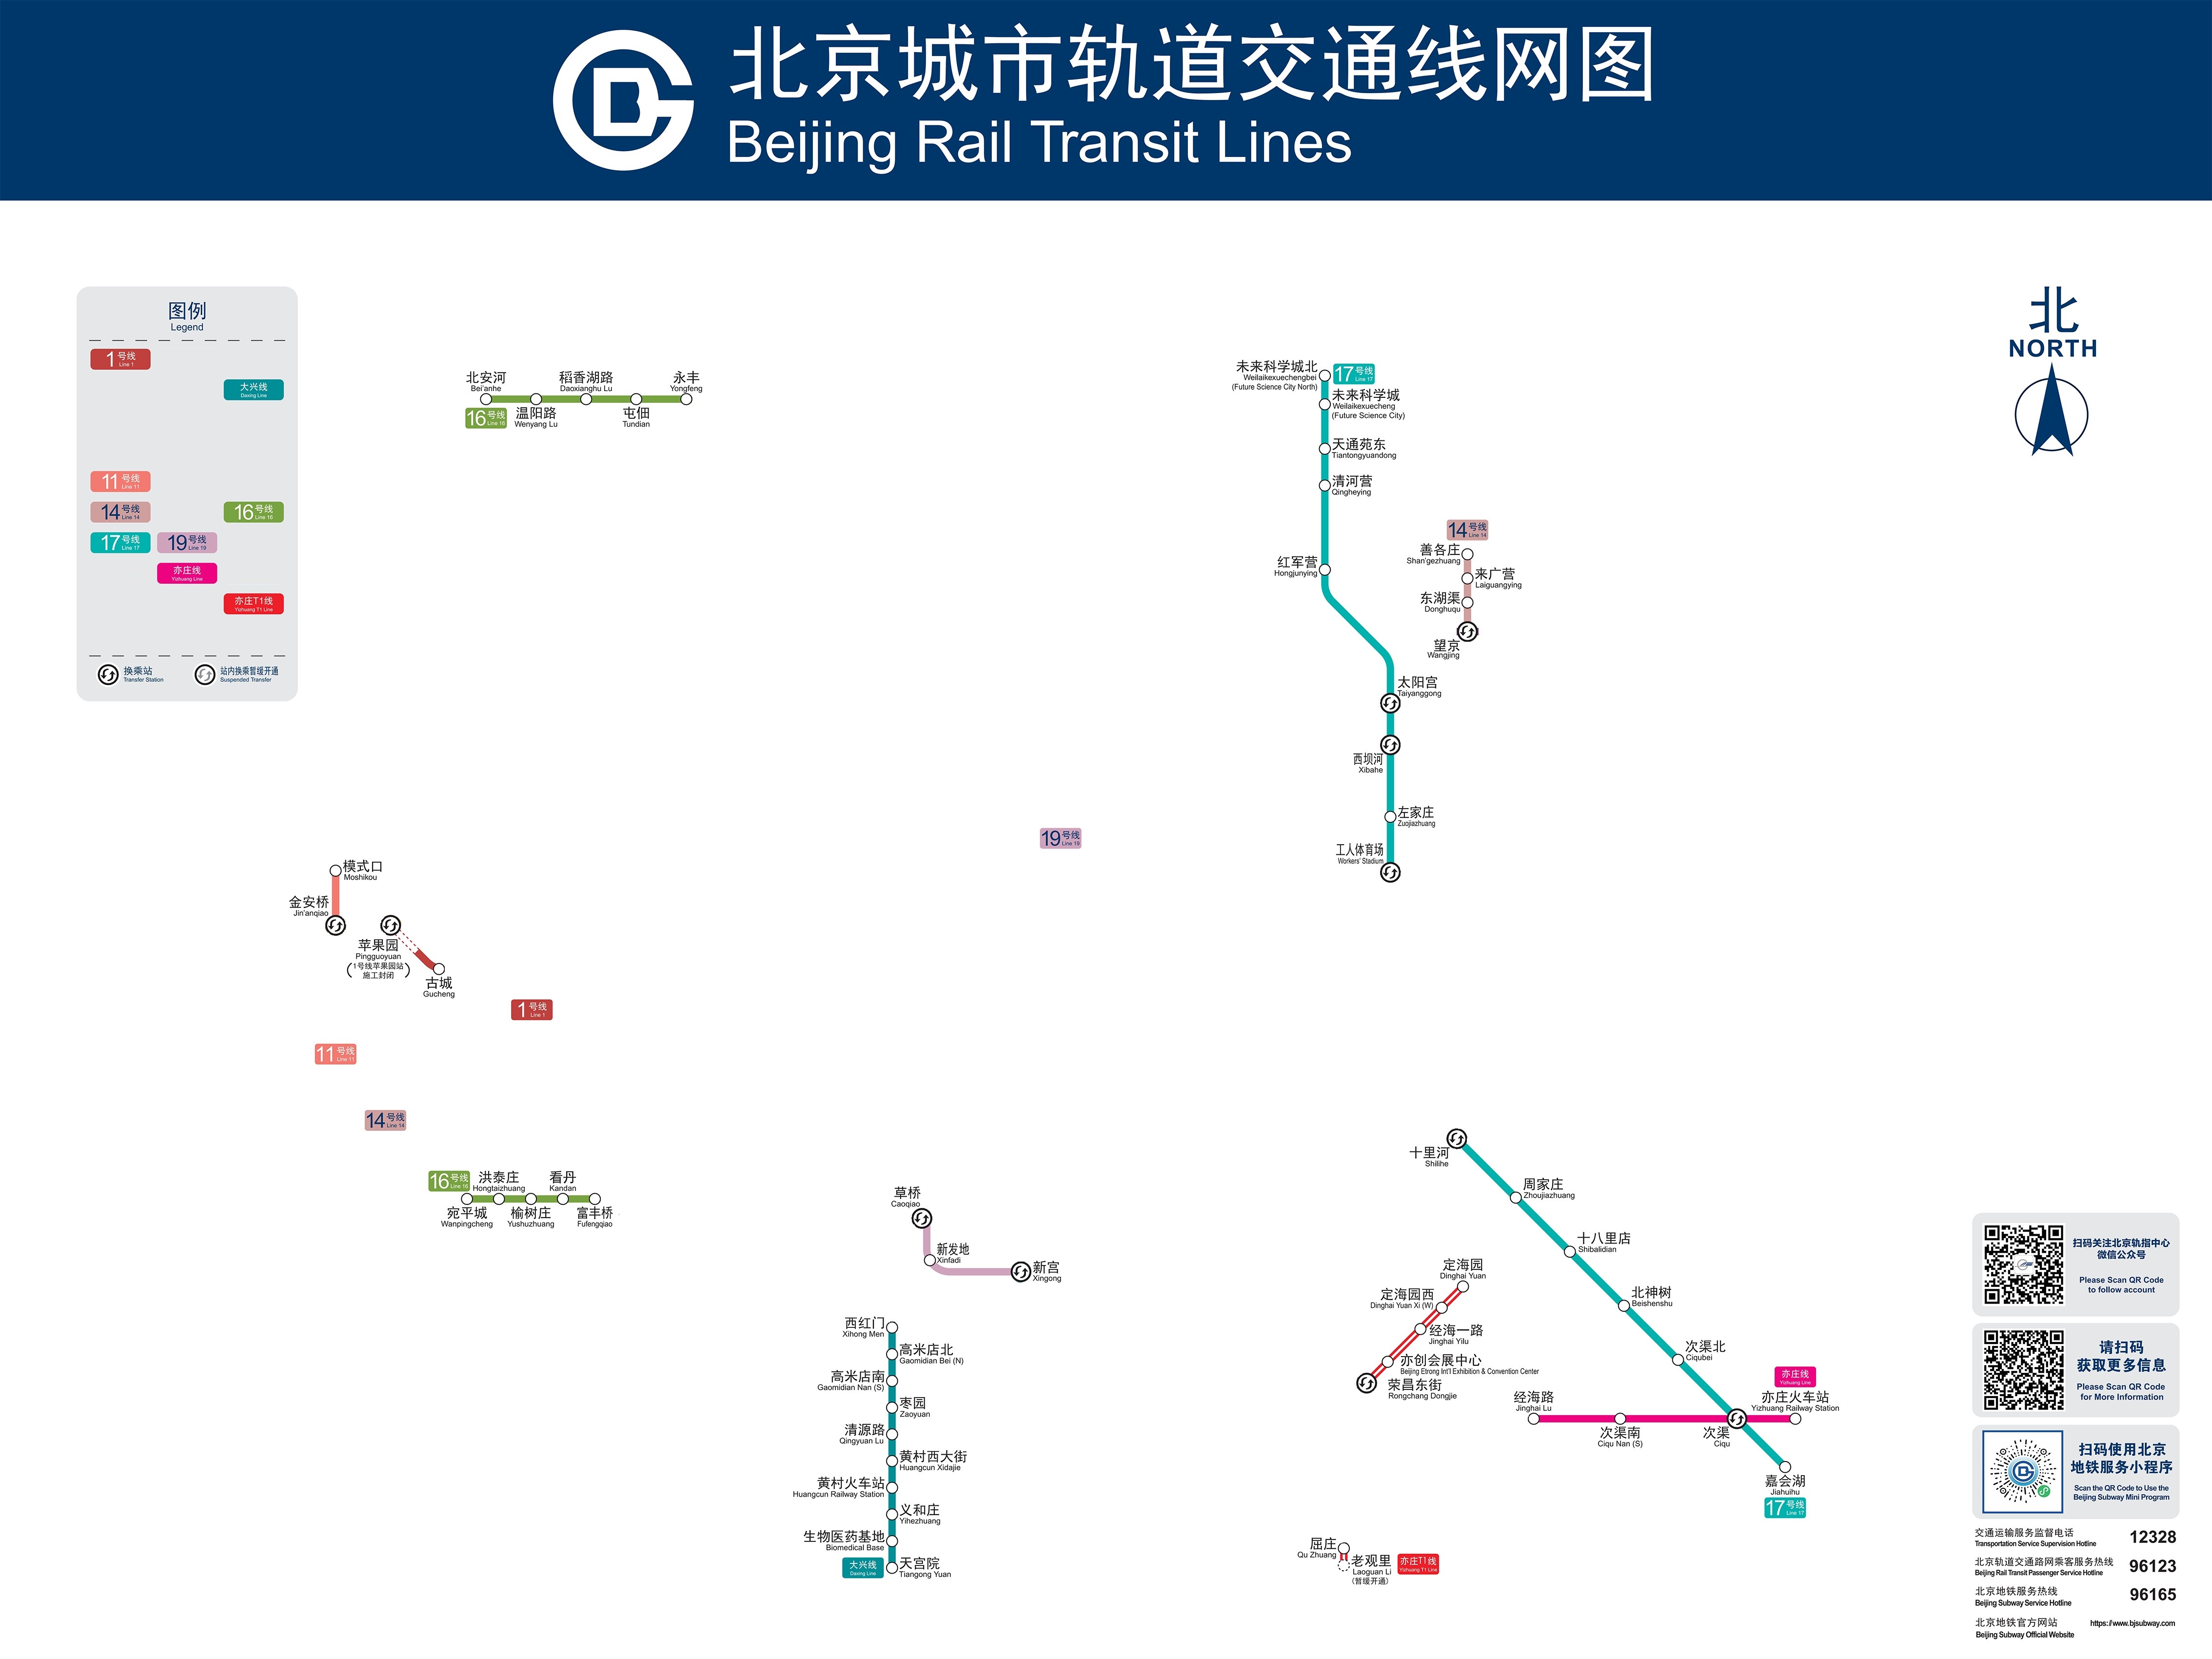 北京城市轨道交通线网图
Beijing Rail Transit Lines
图例
Legend
1号线
Line 1
大兴线
Daxing Line
11号线
Line 11
14号线
Line 14
16号线
Line 16
17号线
Line 17
19号线
Line 19
亦庄线
Yizhuang Line
亦庄T1线
Yizhuang T1 Line
换乘站
Transfer Station
站内换乘暂缓开通
Suspended Transfer
北
NORTH
北安河
Bei'anhe
稻香湖路
Daoxianghu Lu
永丰
Yongfeng
16号线
Line 16
温阳路
Wenyang Lu
屯佃
Tundian
未来科学城北
Weilaikexuechengbei
(Future Science City North)
17号线
Line 17
未来科学城
Weilaikexuecheng
(Future Science City)
天通苑东
Tiantongyuandong
清河营
Qingheying
红军营
Hongjunying
14号线
Line 14
善各庄
Shan'gezhuang
来广营
Laiguangying
东湖渠
Donghuqu
望京
Wangjing
太阳宫
Taiyanggong
西坝河
Xibahe
左家庄
Zuojiazhuang
工人体育场
Workers' Stadium
19号线
Line 19
模式口
Moshikou
金安桥
Jin'anqiao
苹果园
Pingguoyuan
(1号线苹果园站
施工封闭)
古城
Gucheng
1号线
Line 1
11号线
Line 11
14号线
Line 14
16号线
Line 16
洪泰庄
Hongtaizhuang
看丹
Kandan
宛平城
Wanpingcheng
榆树庄
Yushuzhuang
富丰桥
Fufengqiao
草桥
Caoqiao
新发地
Xinfadi
新宫
Xingong
西红门
Xihong Men
高米店北
Gaomidian Bei (N)
高米店南
Gaomidian Nan (S)
枣园
Zaoyuan
清源路
Qingyuan Lu
黄村西大街
Huangcun Xidajie
黄村火车站
Huangcun Railway Station
义和庄
Yihezhuang
生物医药基地
Biomedical Base
大兴线
Daxing Line
天宫院
Tiangong Yuan
十里河
Shilihe
周家庄
Zhoujiazhuang
十八里店
Shibalidian
北神树
Beishenshu
次渠北
Ciqubei
定海园
Dinghai Yuan
定海园西
Dinghai Yuan Xi (W)
经海一路
Jinghai Yilu
亦创会展中心
Beijing Etrong Int'l Exhibition & Convention Center
荣昌东街
Rongchang Dongjie
亦庄线
Yizhuang Line
经海路
Jinghai Lu
亦庄火车站
Yizhuang Railway Station
次渠南
Ciqu Nan (S)
次渠
Ciqu
嘉会湖
Jiahuihu
17号线
Line 17
屈庄
Qu Zhuang
老观里
Laoguan Li
(暂缓开通)
亦庄T1线
Yizhuang T1 Line
扫码关注北京轨指中心
微信公众号
Please Scan QR Code
to follow account
请扫码
获取更多信息
Please Scan QR Code
for More Information
扫码使用北京
地铁服务小程序
Scan the QR Code to Use the
Beijing Subway Mini Program
交通运输服务监督电话 12328
Transportation Service Supervision Hotline
北京轨道交通路网乘客服务热线 96123
Beijing Rail Transit Passenger Service Hotline
北京地铁服务热线 96165
Beijing Subway Service Hotline
北京地铁官方网站 https://www.bjsubway.com
Beijing Subway Official Website